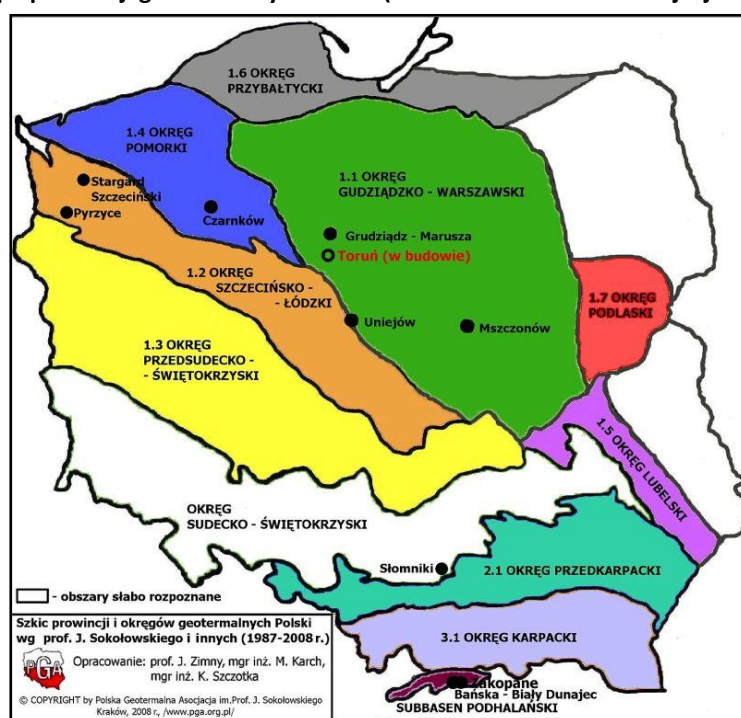 1.6 OKRĘG
PRZYBAŁTYCKI
1.4 OKRĘG
POMORKI
1.1 OKRĘG
GUDZIĄDZKO - WARSZAWSKI
Stargard
Szczeciński
Pyrzyce
Czarnków
Grudziądz - Marusza
Toruń (w budowie)
1.2 OKRĘG
SZCZECIŃSKO -
- ŁÓDZKI
1.7 OKRĘG
PODLASKI
Uniejów
Mszczonów
1.3 OKRĘG
PRZEDSUDECKO -
- ŚWIĘTOKRZYSKI
1.5 OKRĘG LUBELSKI
OKRĘG
SUDECKO - ŚWIĘTOKRZYSKI
Słomniki
2.1 OKRĘG PRZEDKARPACKI
- obszary słabo rozpoznane
3.1 OKRĘG KARPACKI
Szkic prowincji i okręgów geotermalnych Polski
wg prof. J. Sokołowskiego i innych (1987-2008 r.)
PGA
Opracowanie: prof. J. Zimny, mgr inż. M. Karch,
mgr inż. K. Szczotka
Zakopane
Bańska - Biały Dunajec
SUBBASEN PODHALAŃSKI
© COPYRIGHT by Polska Geotermalna Asocjacja im.Prof. J. Sokołowskiego
Kraków, 2008 r., /www.pga.org.pl/